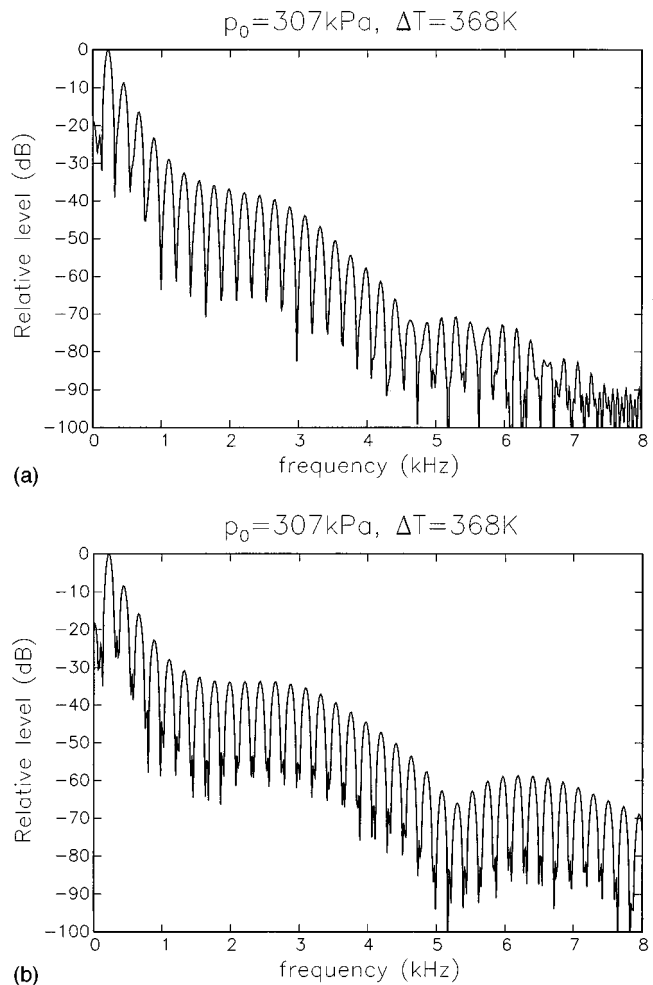 p₀=307kPa, ΔT=368K
0
−10
−20
−30
−40
−50
−60
−70
−80
−90
−100
Relative level (dB)
0 1 2 3 4 5 6 7 8
frequency (kHz)
(a)
p₀=307kPa, ΔT=368K
0
−10
−20
−30
−40
−50
−60
−70
−80
−90
−100
Relative level (dB)
0 1 2 3 4 5 6 7 8
frequency (kHz)
(b)